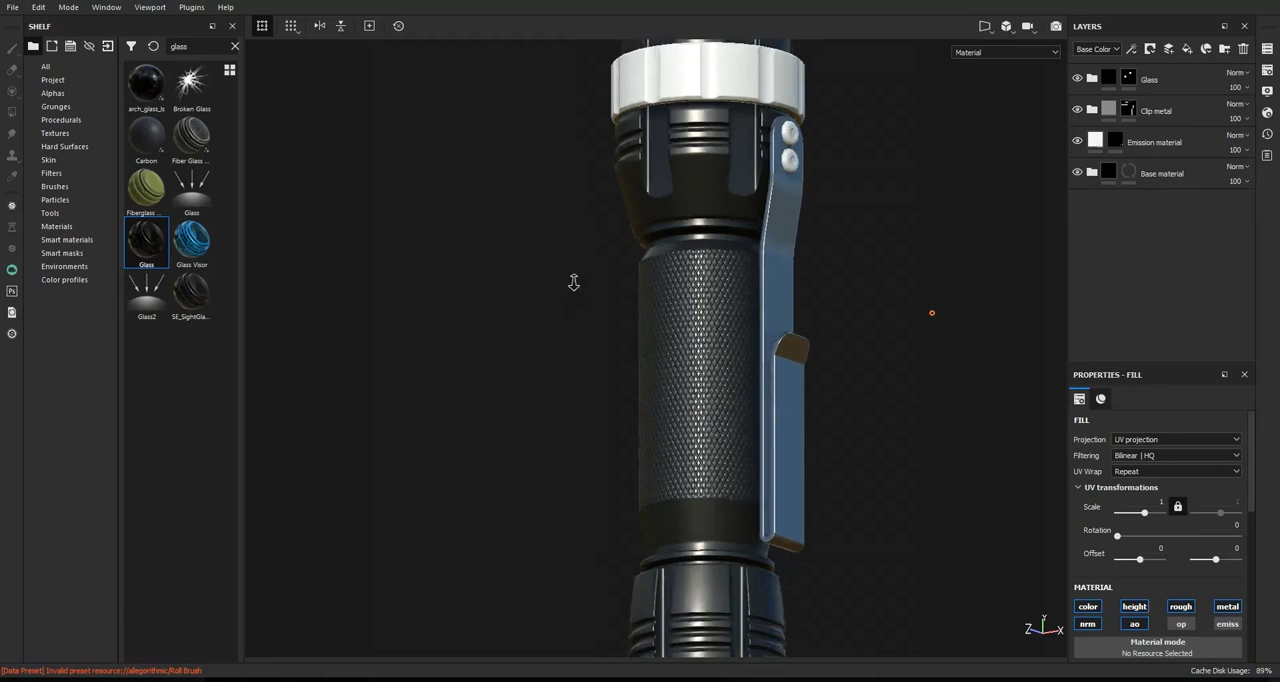 File Edit Mode Window Viewport Plugins Help
SHELF
glass
All
Project
Alphas
Grunges
Procedurals
Textures
Hard Surfaces
Skin
Filters
Brushes
Particles
Tools
Materials
Smart materials
Smart masks
Environments
Color profiles
arch_glass_ls Broken Glass
Carbon Fiber Glass ...
Fiberglass ... Glass
Glass Glass Visor
Glass2 SE_SightGla...
Material
Z Y X
LAYERS
Base Color
Glass Norm 100
Clip metal Norm 100
Emission material Norm 100
Base material Norm 100
PROPERTIES - FILL
FILL
Projection UV projection
Filtering Bilinear | HQ
UV Wrap Repeat
UV transformations
Scale 1 1
Rotation 0
Offset 0 0
MATERIAL
color height rough metal
nrm ao op emiss
Material mode
No Resource Selected
Ps
[Data Preset] Invalid preset resource://allegorithmic/Roll Brush
Cache Disk Usage: 89%